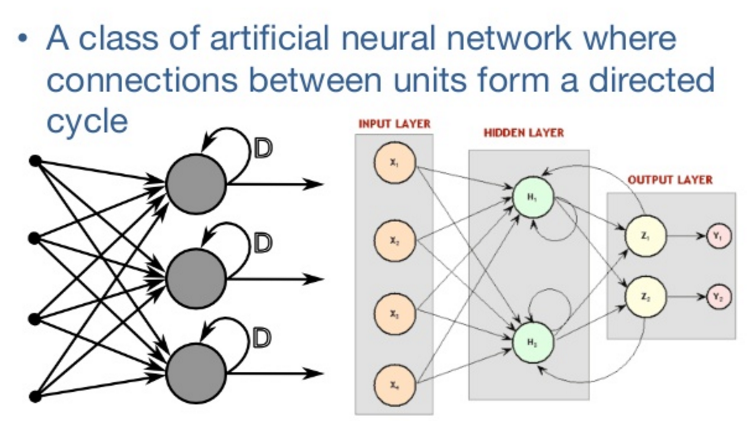 • A class of artificial neural network where
connections between units form a directed
cycle
D
D
D
INPUT LAYER
X₁
X₂
X₃
X₄
HIDDEN LAYER
H₁
H₂
OUTPUT LAYER
Z₁
Z₂
Y₁
Y₂